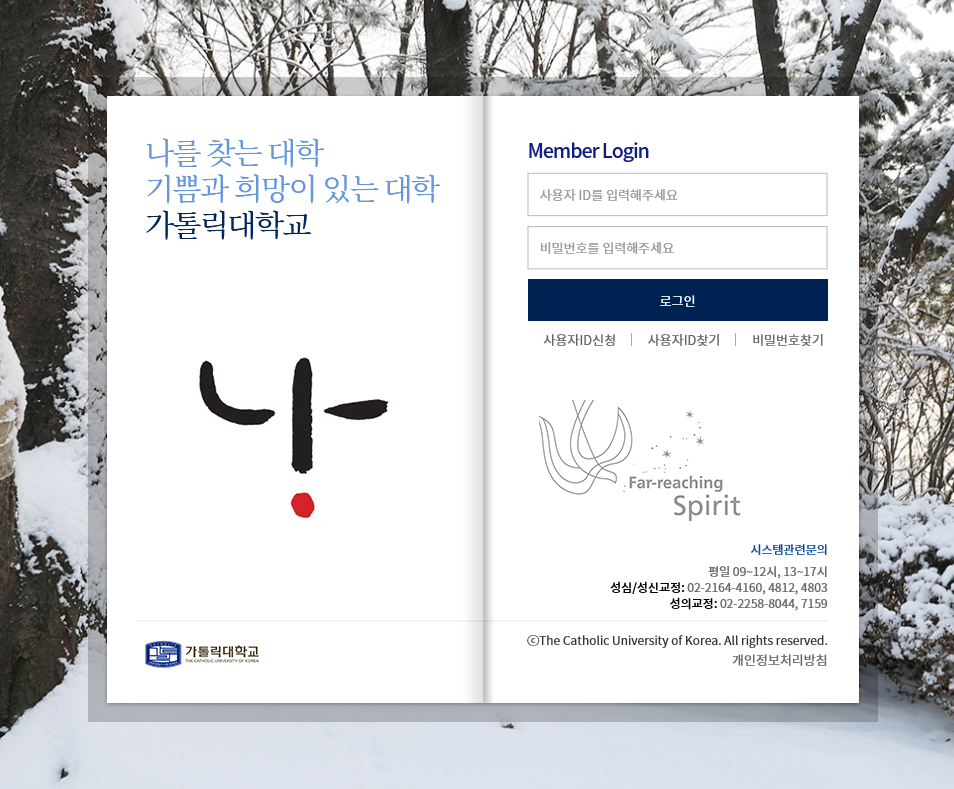 나를 찾는 대학
기쁨과 희망이 있는 대학
가톨릭대학교
나
가톨릭대학교
THE CATHOLIC UNIVERSITY OF KOREA
Member Login
사용자 ID를 입력해주세요
비밀번호를 입력해주세요
로그인
사용자ID신청 | 사용자ID찾기 | 비밀번호찾기
Far-reaching
Spirit
시스템관련문의
평일 09~12시, 13~17시
성심/성신교정: 02-2164-4160, 4812, 4803
성의교정: 02-2258-8044, 7159
ⓒThe Catholic University of Korea. All rights reserved.
개인정보처리방침